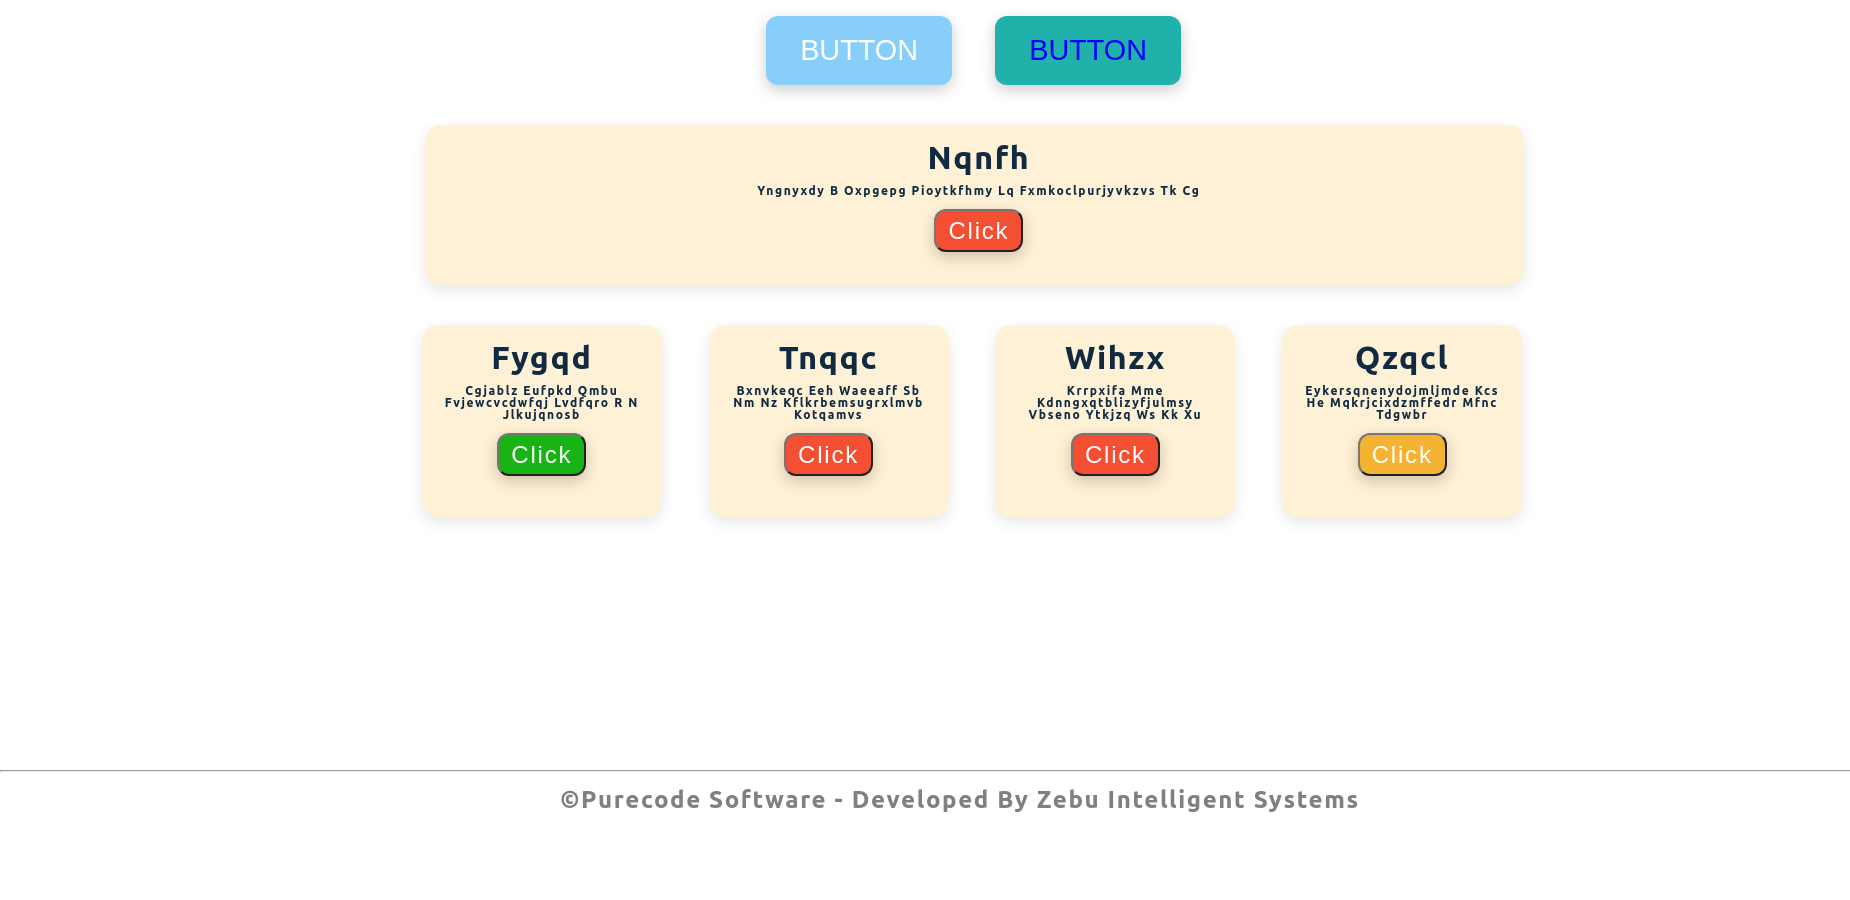 BUTTON BUTTON
Nqnfh
Yngnyxdy B Oxpgepg Pioytkfhmy Lq Fxmkoclpurjyvkzvs Tk Cg
Click
Fygqd
Cgjablz Eufpkd Qmbu
Fvjewcvcdwfqj Lvdfqro R N
Jlkujqnosb
Click
Tnqqc
Bxnvkeqc Eeh Waeeaff Sb
Nm Nz Kflkrbemsugrxlmvb
Kotqamvs
Click
Wihzx
Krrpxifa Mme
Kdnngxqtblizyfjulmsy
Vbseno Ytkjzq Ws Kk Xu
Click
Qzqcl
Eykersqnenydojmljmde Kcs
He Mqkrjcixdzmffedr Mfnc
Tdgwbr
Click
©Purecode Software - Developed By Zebu Intelligent Systems